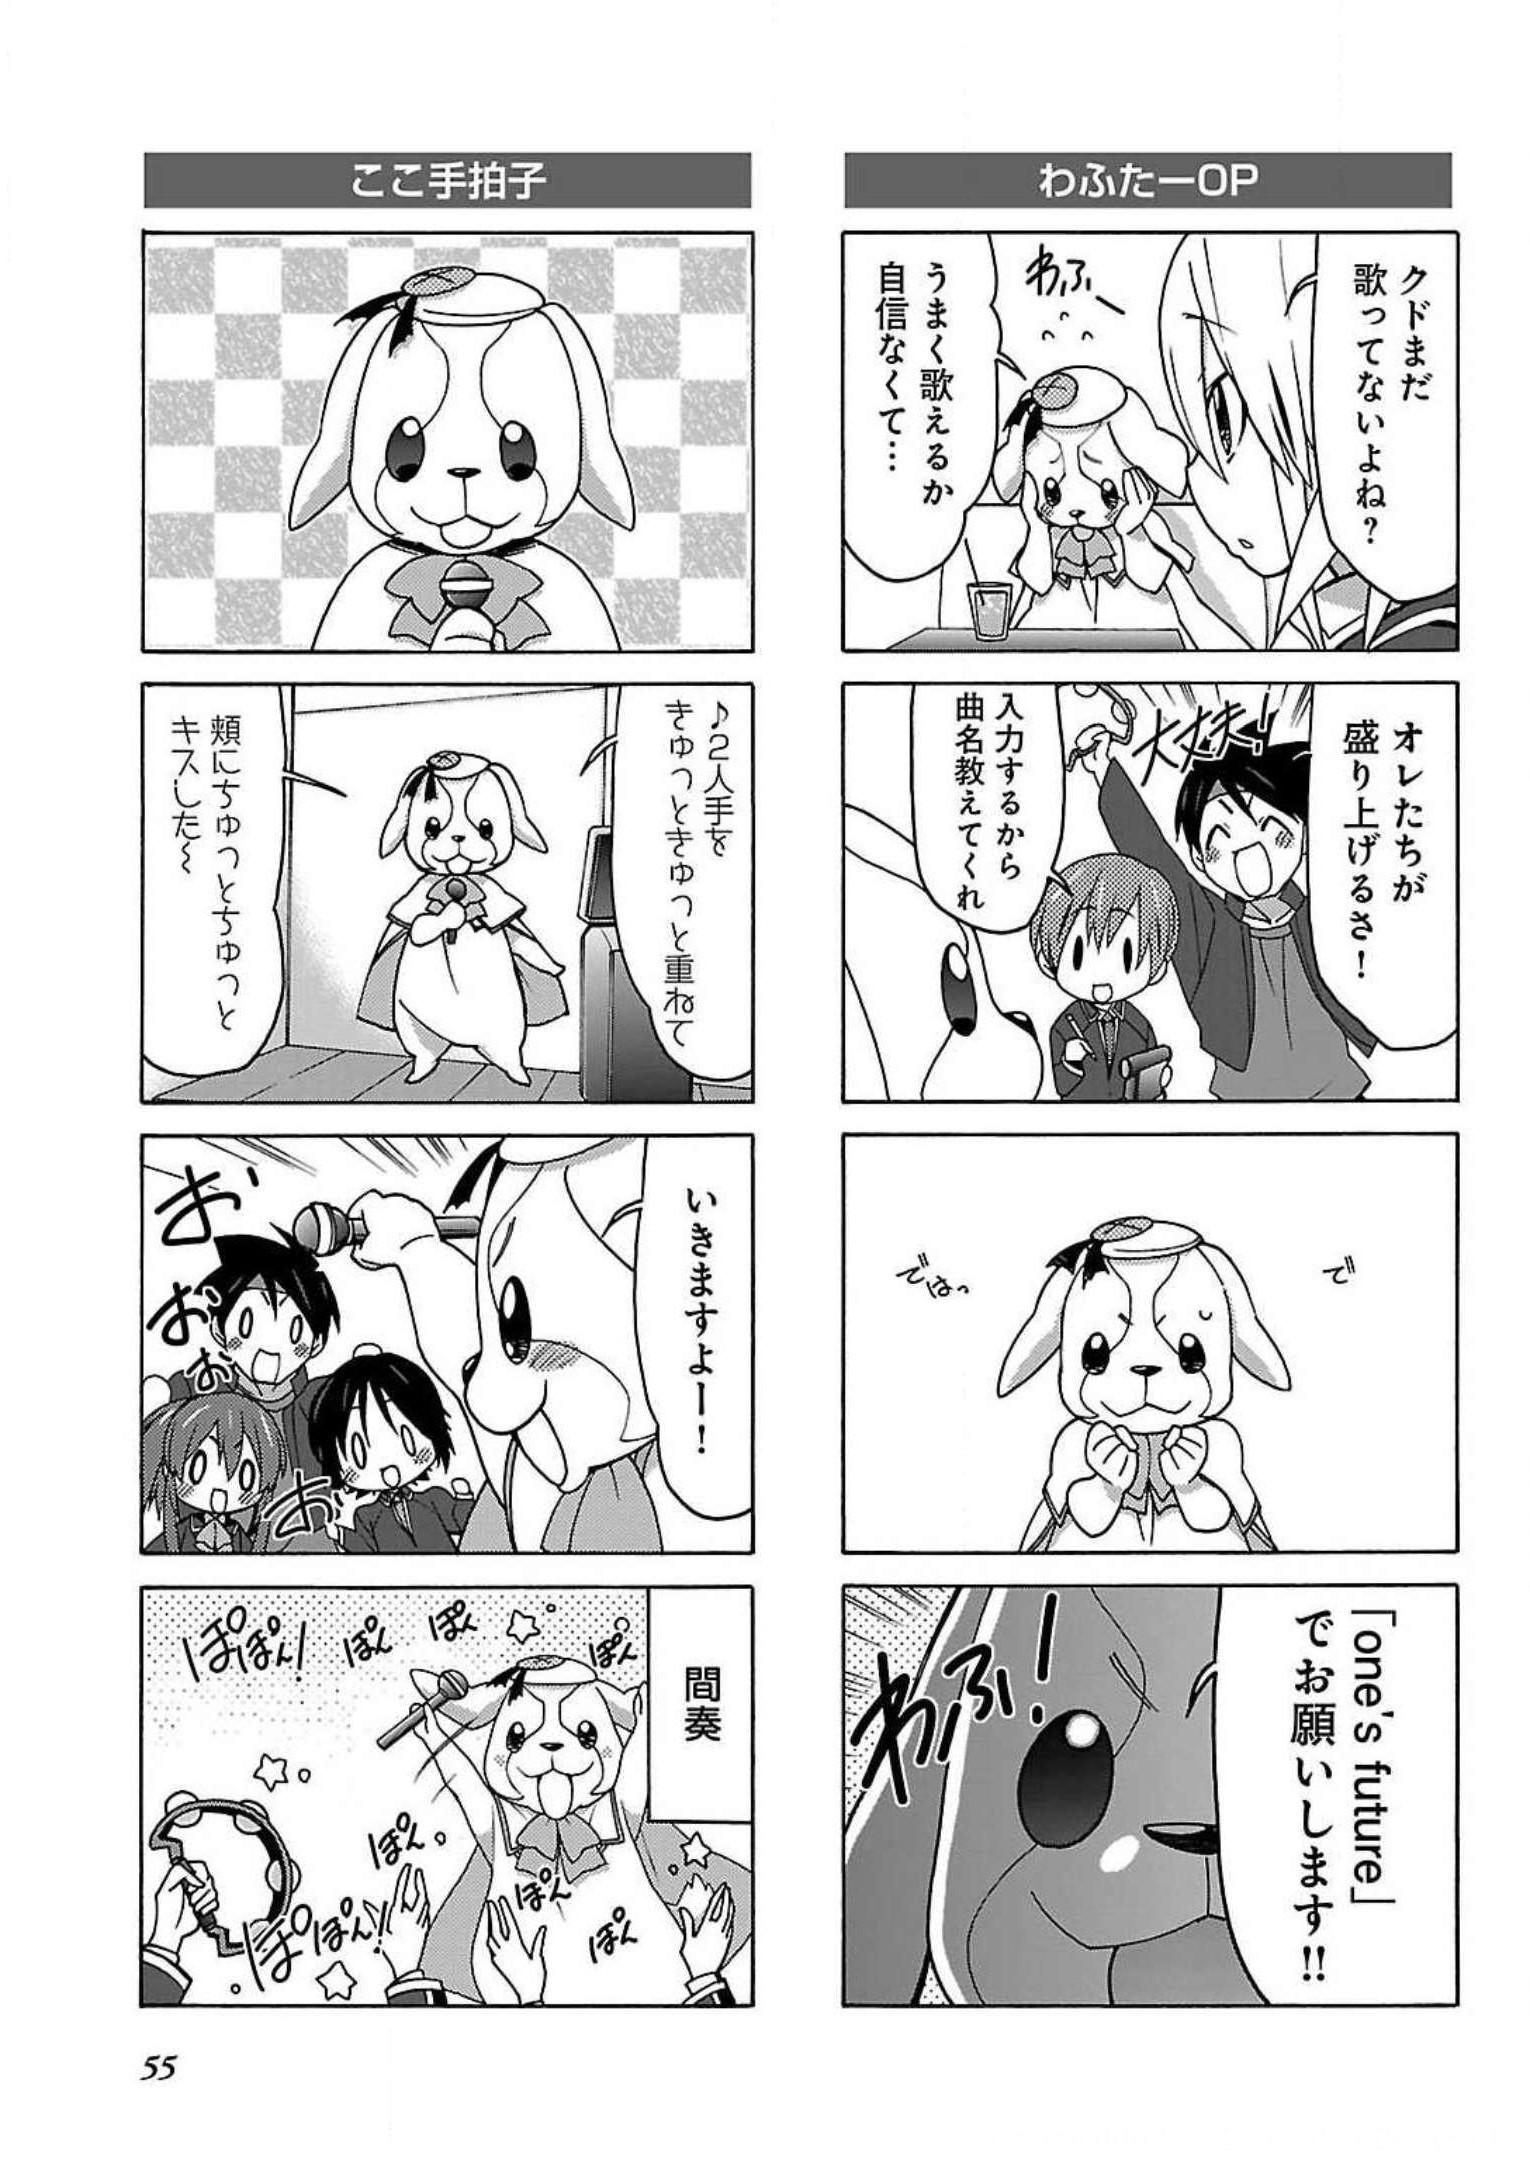 わふたーOP
クドまだ
歌ってないよね?
わふー
うまく歌えるか
自信なくて…
オレたちが
盛り上げるさ!
大丈夫!
入力するから
曲名教えてくれ
で
ではっ
「one's future」
でお願いします!!
わふー!
ここ手拍子
♪2人手を
きゅっときゅっと重ねて
頬にちゅっとちゅっと
キスした〜
いきますよー!
お
お
おお
お
間奏
ぽん
ぽん
ぽん
ぽぽん!
ぽん
ぽん
ぽん
ぽぽん!
55